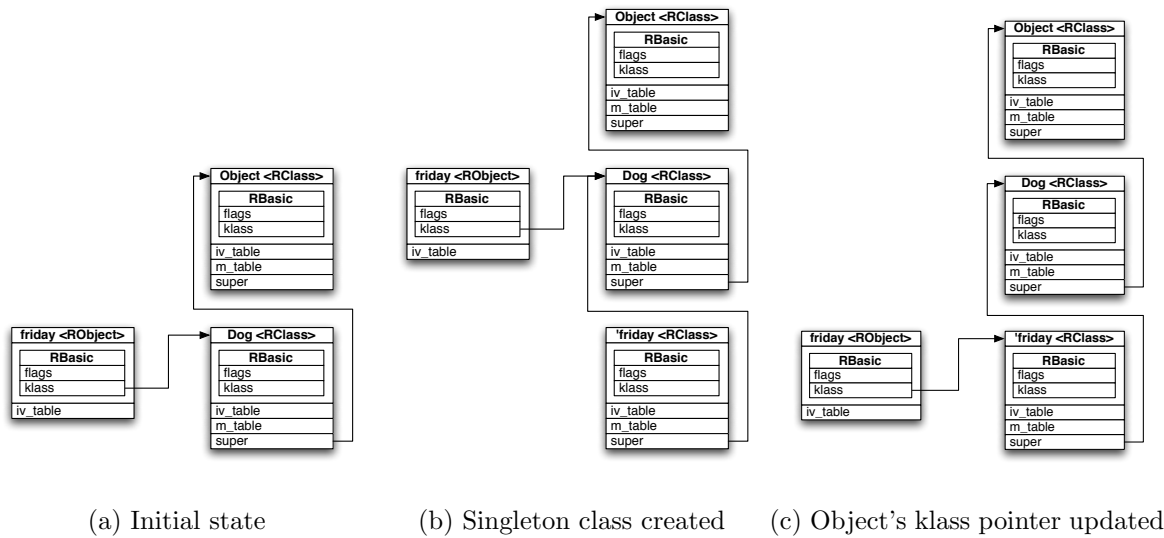 Object <RClass>
RBasic
flags
klass
iv_table
m_table
super
friday <RObject>
RBasic
flags
klass
iv_table
Dog <RClass>
RBasic
flags
klass
iv_table
m_table
super
(a) Initial state
Object <RClass>
RBasic
flags
klass
iv_table
m_table
super
friday <RObject>
RBasic
flags
klass
iv_table
Dog <RClass>
RBasic
flags
klass
iv_table
m_table
super
'friday <RClass>
RBasic
flags
klass
iv_table
m_table
super
(b) Singleton class created
Object <RClass>
RBasic
flags
klass
iv_table
m_table
super
Dog <RClass>
RBasic
flags
klass
iv_table
m_table
super
friday <RObject>
RBasic
flags
klass
iv_table
'friday <RClass>
RBasic
flags
klass
iv_table
m_table
super
(c) Object's klass pointer updated